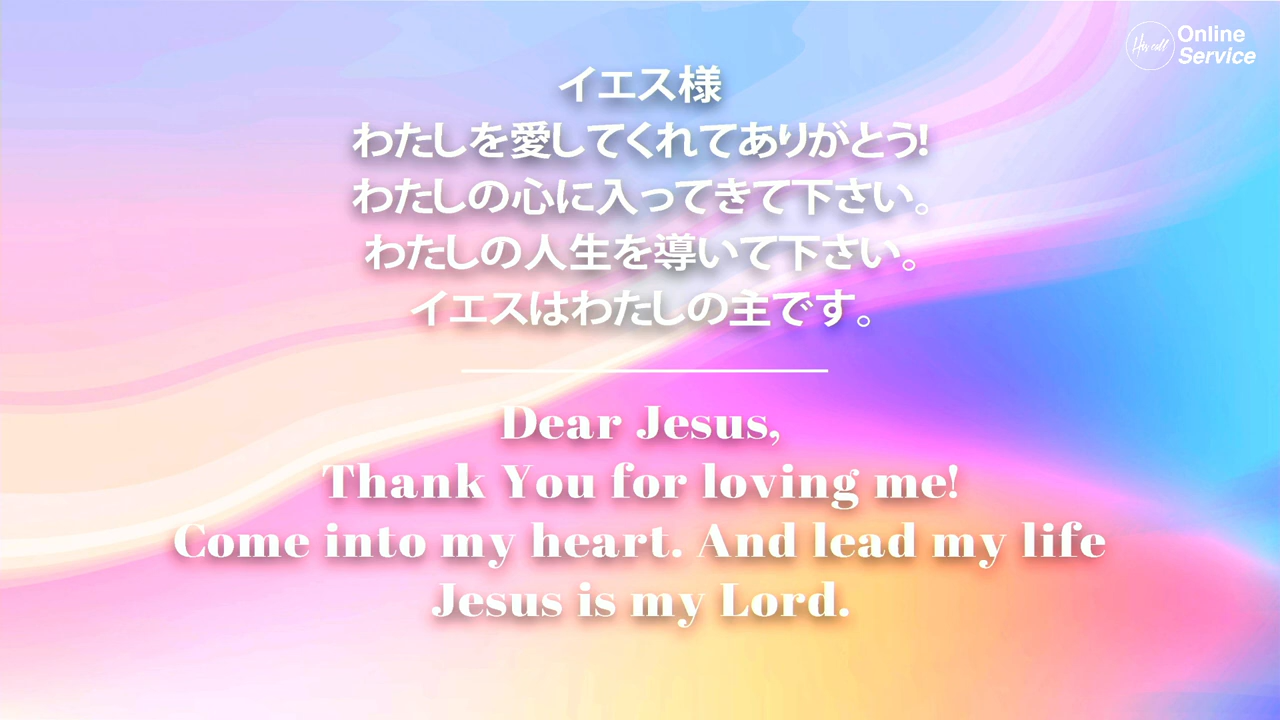 His call
Online
Service
イエス様
わたしを愛してくれてありがとう!
わたしの心に入ってきて下さい。
わたしの人生を導いて下さい。
イエスはわたしの主です。
Dear Jesus,
Thank You for loving me!
Come into my heart. And lead my life
Jesus is my Lord.